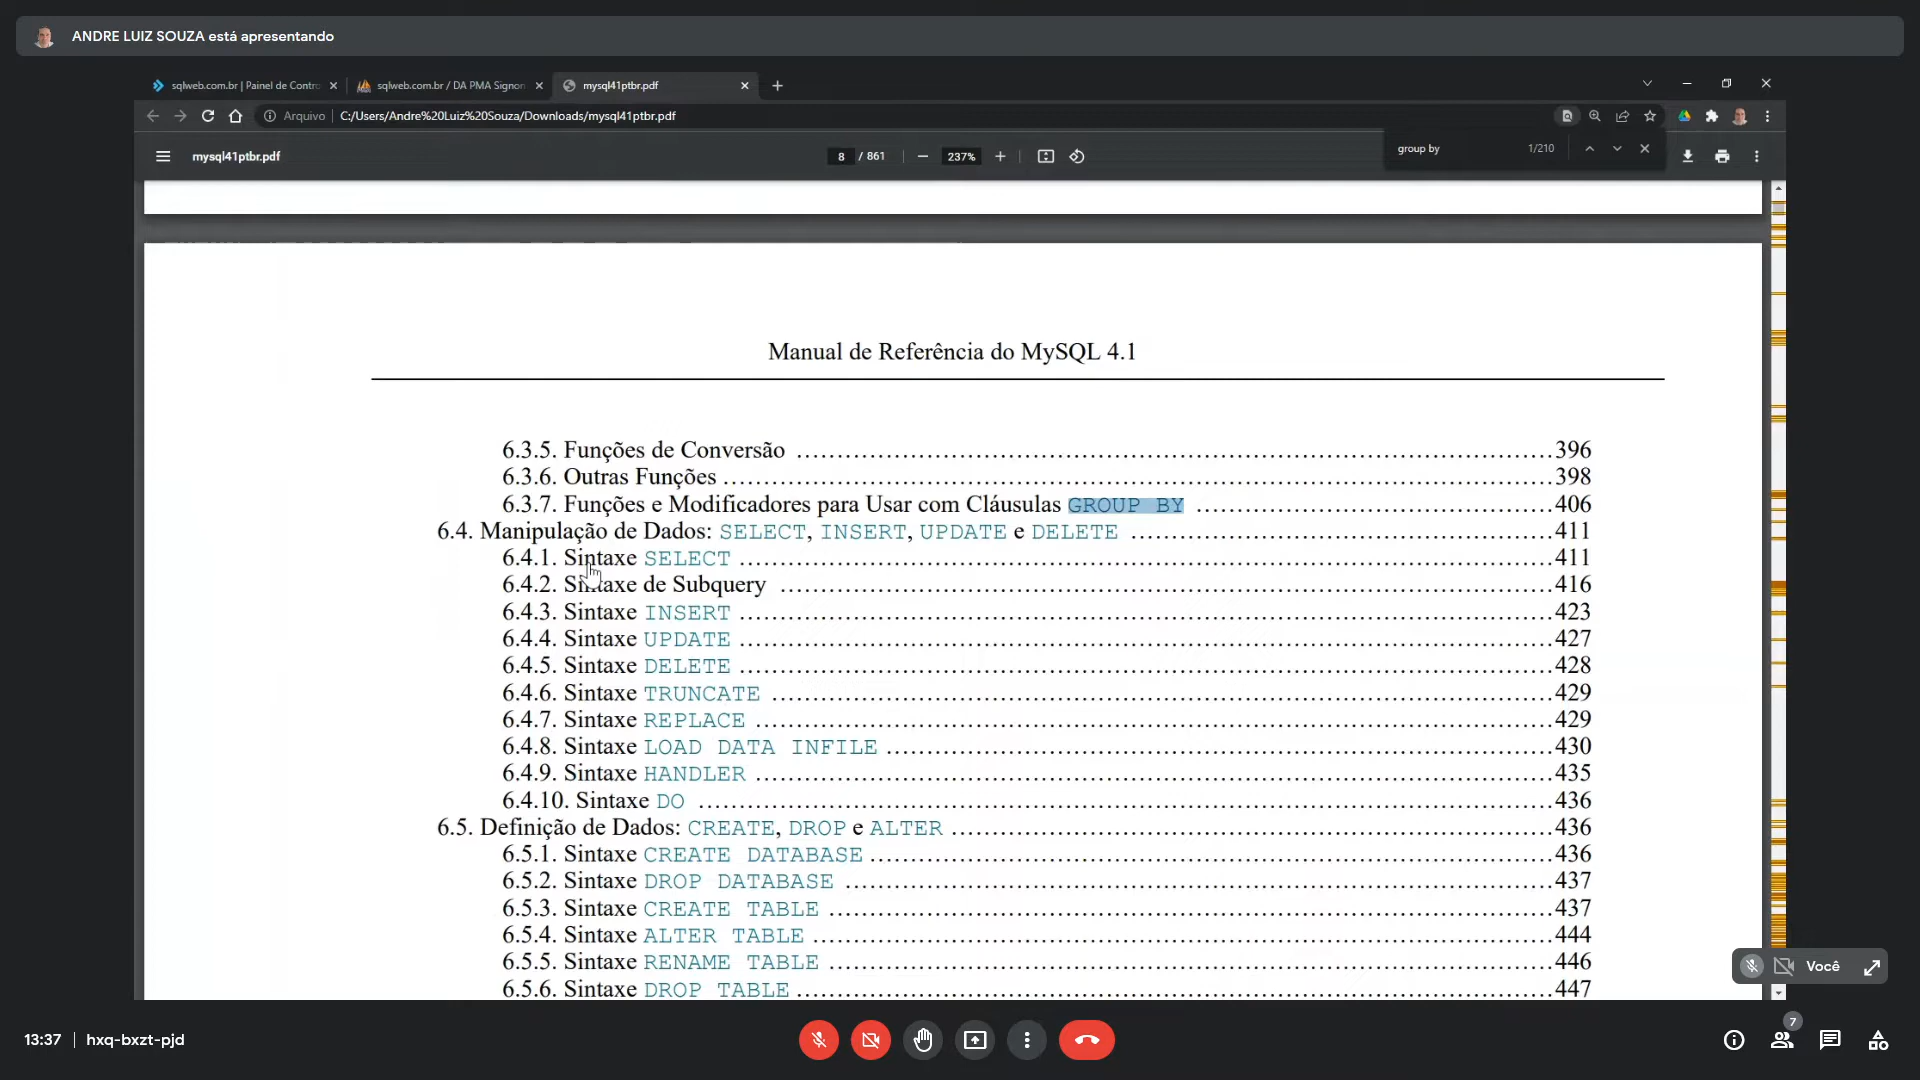 ANDRE LUIZ SOUZA está apresentando
sqlweb.com.br | Painel de Contro
sqlweb.com.br / DA PMA Signon
mysql41ptbr.pdf
Arquivo | C:/Users/Andre%20Luiz%20Souza/Downloads/mysql41ptbr.pdf
mysql41ptbr.pdf
8 / 861
237%
group by
1/210
Manual de Referência do MySQL 4.1
6.3.5. Funções de Conversão ........................................................ 396
6.3.6. Outras Funções ........................................................ 398
6.3.7. Funções e Modificadores para Usar com Cláusulas GROUP BY ........................................................ 406
6.4. Manipulação de Dados: SELECT, INSERT, UPDATE e DELETE ........................................................ 411
6.4.1. Sintaxe SELECT ........................................................ 411
6.4.2. Sintaxe de Subquery ........................................................ 416
6.4.3. Sintaxe INSERT ........................................................ 423
6.4.4. Sintaxe UPDATE ........................................................ 427
6.4.5. Sintaxe DELETE ........................................................ 428
6.4.6. Sintaxe TRUNCATE ........................................................ 429
6.4.7. Sintaxe REPLACE ........................................................ 429
6.4.8. Sintaxe LOAD DATA INFILE ........................................................ 430
6.4.9. Sintaxe HANDLER ........................................................ 435
6.4.10. Sintaxe DO ........................................................ 436
6.5. Definição de Dados: CREATE, DROP e ALTER ........................................................ 436
6.5.1. Sintaxe CREATE DATABASE ........................................................ 436
6.5.2. Sintaxe DROP DATABASE ........................................................ 437
6.5.3. Sintaxe CREATE TABLE ........................................................ 437
6.5.4. Sintaxe ALTER TABLE ........................................................ 444
6.5.5. Sintaxe RENAME TABLE ........................................................ 446
6.5.6. Sintaxe DROP TABLE ........................................................ 447
Você
13:37 | hxq-bxzt-pjd
7